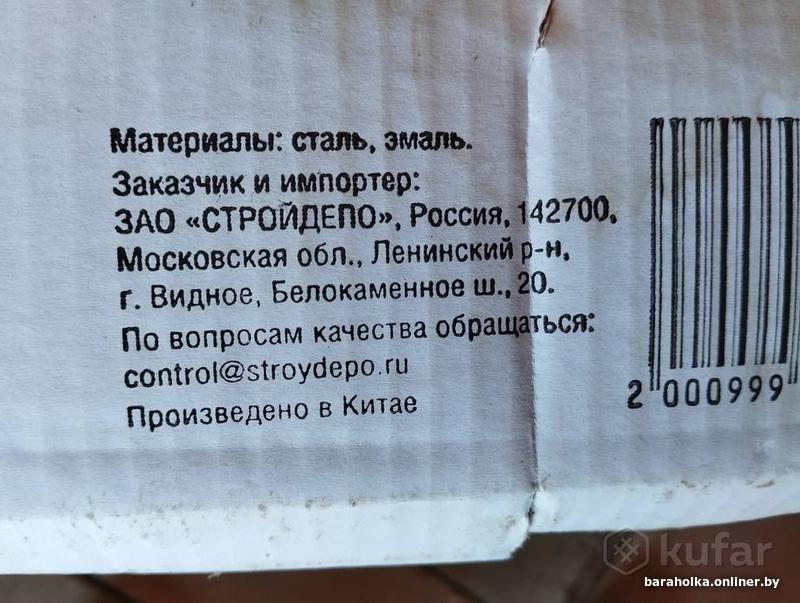 Материалы: сталь, эмаль.
Заказчик и импортер:
ЗАО «СТРОЙДЕПО», Россия, 142700,
Московская обл., Ленинский р-н,
г. Видное, Белокаменное ш., 20.
По вопросам качества обращаться:
control@stroydepo.ru
Произведено в Китае
2 000999
kufar
baraholka.onliner.by